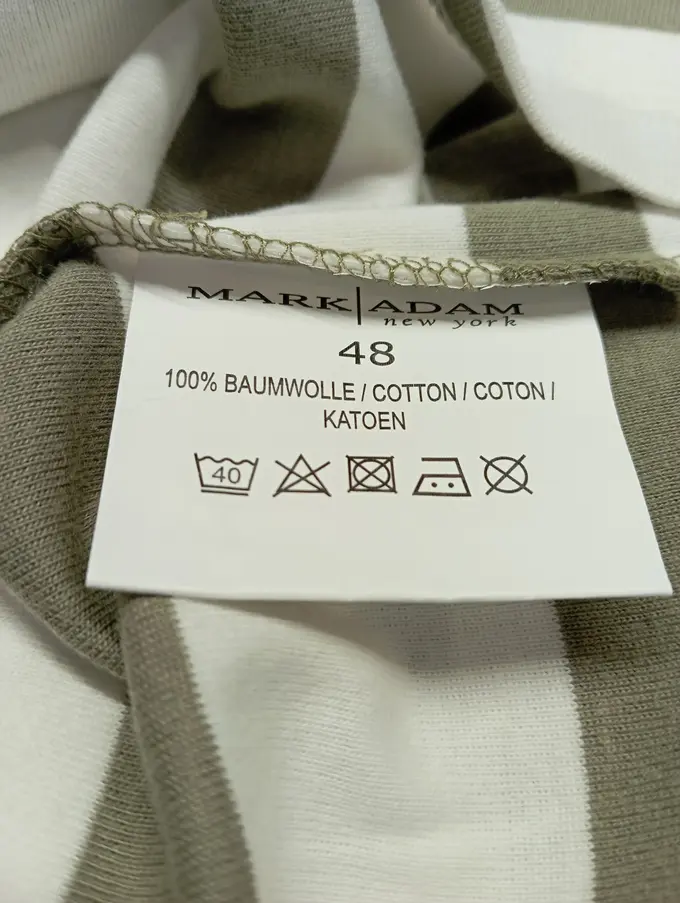 MARK|ADAM
new york
48
100% BAUMWOLLE / COTTON / COTON /
KATOEN
40